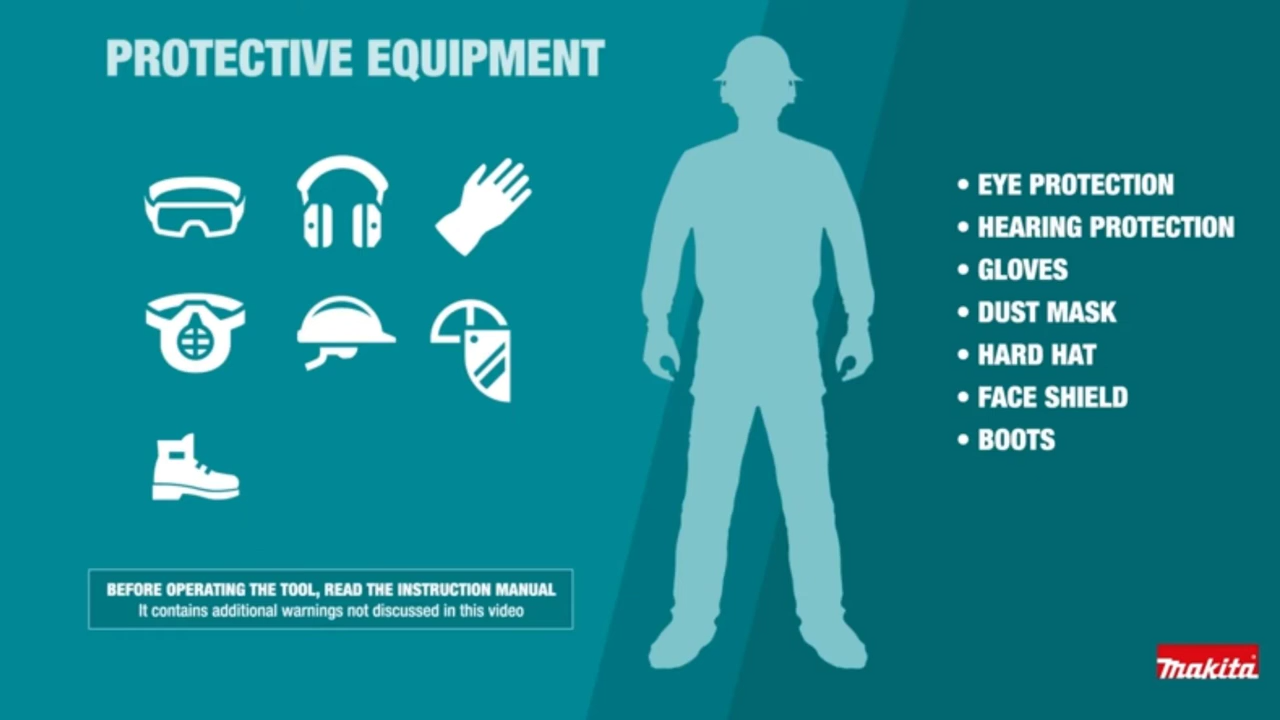 PROTECTIVE EQUIPMENT
• EYE PROTECTION
• HEARING PROTECTION
• GLOVES
• DUST MASK
• HARD HAT
• FACE SHIELD
• BOOTS
BEFORE OPERATING THE TOOL, READ THE INSTRUCTION MANUAL
It contains additional warnings not discussed in this video
makita